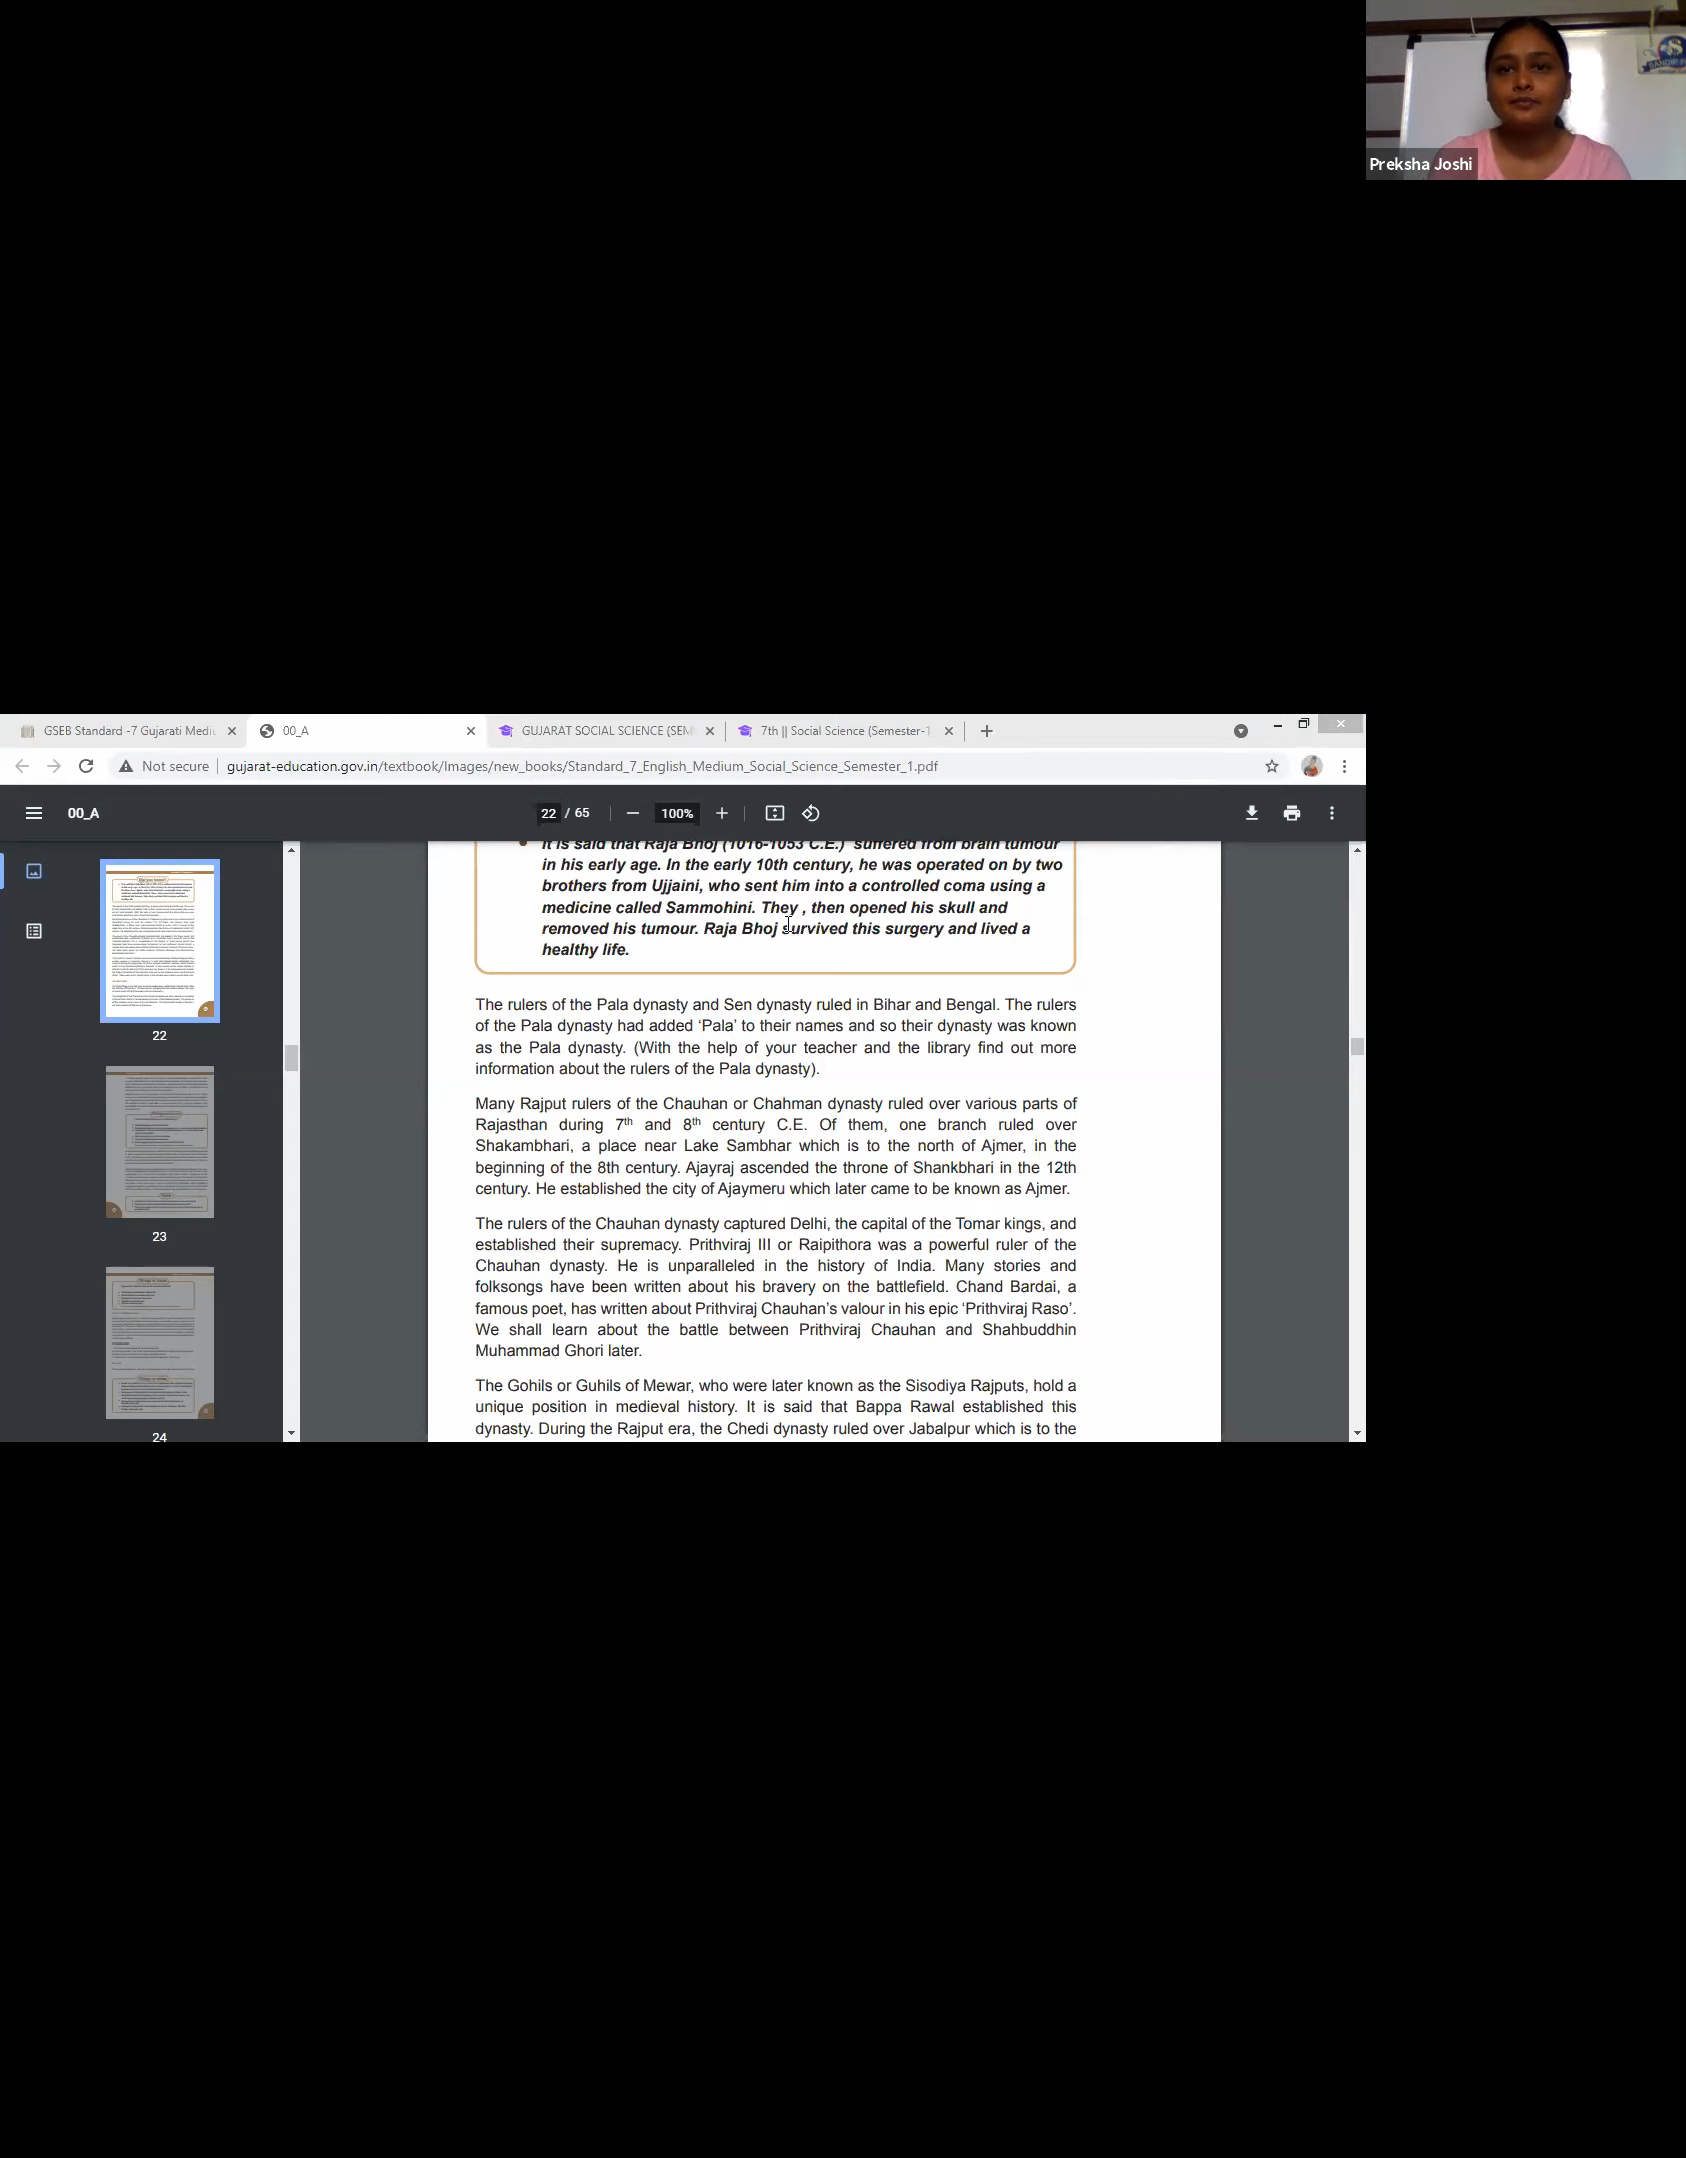 Preksha Joshi
GSEB Standard -7 Gujarati Medi
00_A
GUJARAT SOCIAL SCIENCE (SEM
7th || Social Science (Semester-1
Not secure
gujarat-education.gov.in/textbook/Images/new_books/Standard_7_English_Medium_Social_Science_Semester_1.pdf
00_A
22 / 65
100%
It is said that Raja Bhoj (1016-1053 C.E.) suffered from brain tumour
in his early age. In the early 10th century, he was operated on by two
brothers from Ujjaini, who sent him into a controlled coma using a
medicine called Sammohini. They , then opened his skull and
removed his tumour. Raja Bhoj survived this surgery and lived a
healthy life.
The rulers of the Pala dynasty and Sen dynasty ruled in Bihar and Bengal. The rulers
of the Pala dynasty had added ‘Pala’ to their names and so their dynasty was known
as the Pala dynasty. (With the help of your teacher and the library find out more
information about the rulers of the Pala dynasty).
Many Rajput rulers of the Chauhan or Chahman dynasty ruled over various parts of
Rajasthan during 7th and 8th century C.E. Of them, one branch ruled over
Shakambhari, a place near Lake Sambhar which is to the north of Ajmer, in the
beginning of the 8th century. Ajayraj ascended the throne of Shankbhari in the 12th
century. He established the city of Ajaymeru which later came to be known as Ajmer.
The rulers of the Chauhan dynasty captured Delhi, the capital of the Tomar kings, and
established their supremacy. Prithviraj III or Raipithora was a powerful ruler of the
Chauhan dynasty. He is unparalleled in the history of India. Many stories and
folksongs have been written about his bravery on the battlefield. Chand Bardai, a
famous poet, has written about Prithviraj Chauhan’s valour in his epic ‘Prithviraj Raso’.
We shall learn about the battle between Prithviraj Chauhan and Shahbuddhin
Muhammad Ghori later.
The Gohils or Guhils of Mewar, who were later known as the Sisodiya Rajputs, hold a
unique position in medieval history. It is said that Bappa Rawal established this
dynasty. During the Rajput era, the Chedi dynasty ruled over Jabalpur which is to the
22
23
24